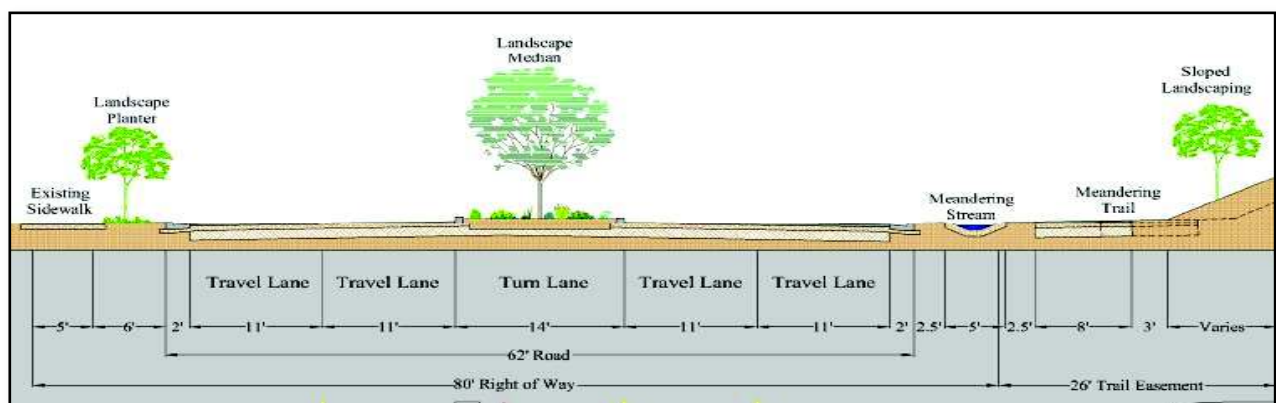 Landscape
Median
Sloped
Landscaping
Landscape
Planter
Existing
Sidewalk
Meandering
Stream
Meandering
Trail
Travel Lane
Travel Lane
Turn Lane
Travel Lane
Travel Lane
5'
6'
2'
11'
11'
14'
11'
11'
2'
2.5'
5'
2.5'
8'
3'
Varies
62' Road
80' Right of Way
26' Trail Easement